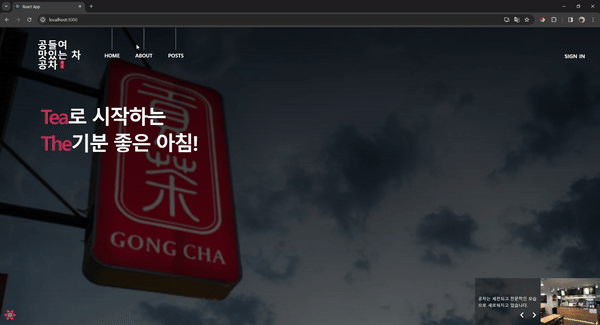 React App
localhost:3000
공들여
맛있는 차
공차
HOME
ABOUT
POSTS
SIGN IN
Tea로 시작하는
The기분 좋은 아침!
貢茶
GONG CHA
공차는 세련되고 전문적인 모습
으로 새로워지고 있습니다.